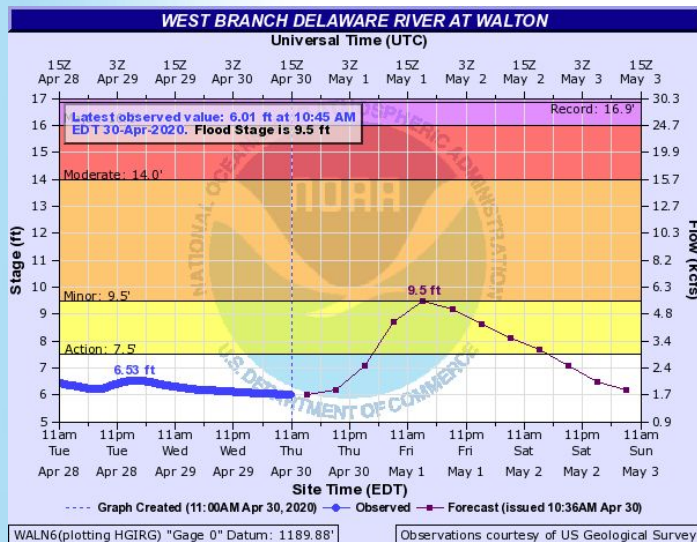 WEST BRANCH DELAWARE RIVER AT WALTON
Universal Time (UTC)
15Z 3Z 15Z 3Z 15Z 3Z 15Z 3Z 15Z 3Z 15Z
Apr 28 Apr 29 Apr 29 Apr 30 Apr 30 May 1 May 1 May 2 May 2 May 3 May 3
Latest observed value: 6.01 ft at 10:45 AM
EDT 30-Apr-2020. Flood Stage is 9.5 ft
Record: 16.9'
Moderate: 14.0'
Minor: 9.5'
Action: 7.5'
9.5 ft
6.53 ft
NATIONAL OCEANIC AND ATMOSPHERIC ADMINISTRATION
NOAA
U.S. DEPARTMENT OF COMMERCE
Stage (ft)
17
16
15
14
13
12
11
10
9
8
7
6
5
Flow (Kcfs)
30.3
24.7
19.9
15.7
12.7
10.3
8.2
6.3
4.8
3.4
2.4
1.7
0.9
11am 11pm 11am 11pm 11am 11pm 11am 11pm 11am 11pm 11am
Tue Tue Wed Wed Thu Thu Fri Fri Sat Sat Sun
Apr 28 Apr 28 Apr 29 Apr 29 Apr 30 Apr 30 May 1 May 1 May 2 May 2 May 3
Site Time (EDT)
Graph Created (11:00AM Apr 30, 2020) Observed Forecast (issued 10:36AM Apr 30)
WALN6(plotting HGIRG) "Gage 0" Datum: 1189.88'
Observations courtesy of US Geological Survey